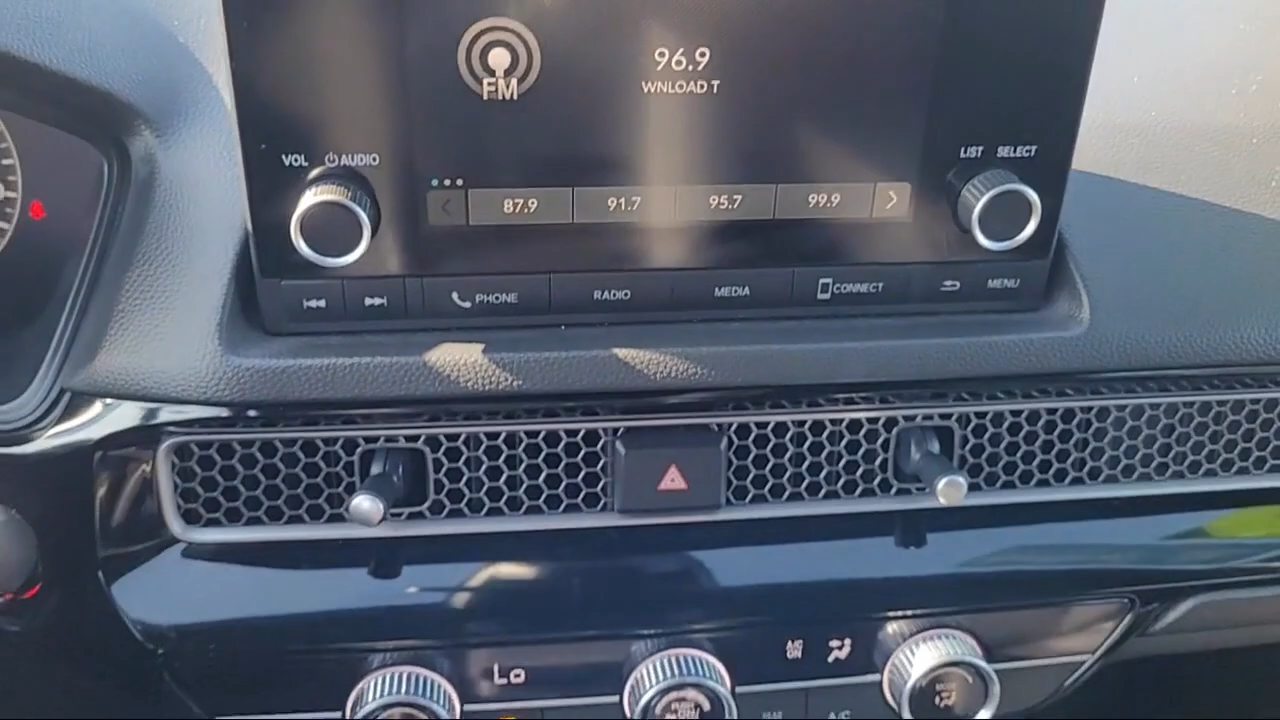 FM
96.9
WNLOAD T
VOL AUDIO
LIST SELECT
87.9 91.7 95.7 99.9
PHONE RADIO MEDIA CONNECT MENU
A/C ON
Lo
A/C